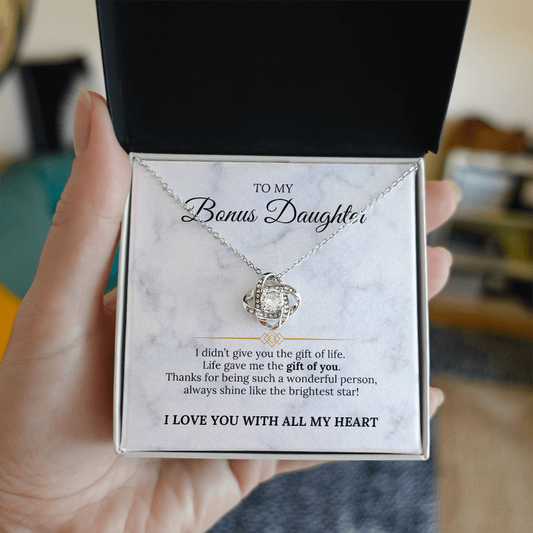 TO MY
Bonus Daughter
I didn't give you the gift of life.
Life gave me the gift of you.
Thanks for being such a wonderful person,
always shine like the brightest star!
I LOVE YOU WITH ALL MY HEART